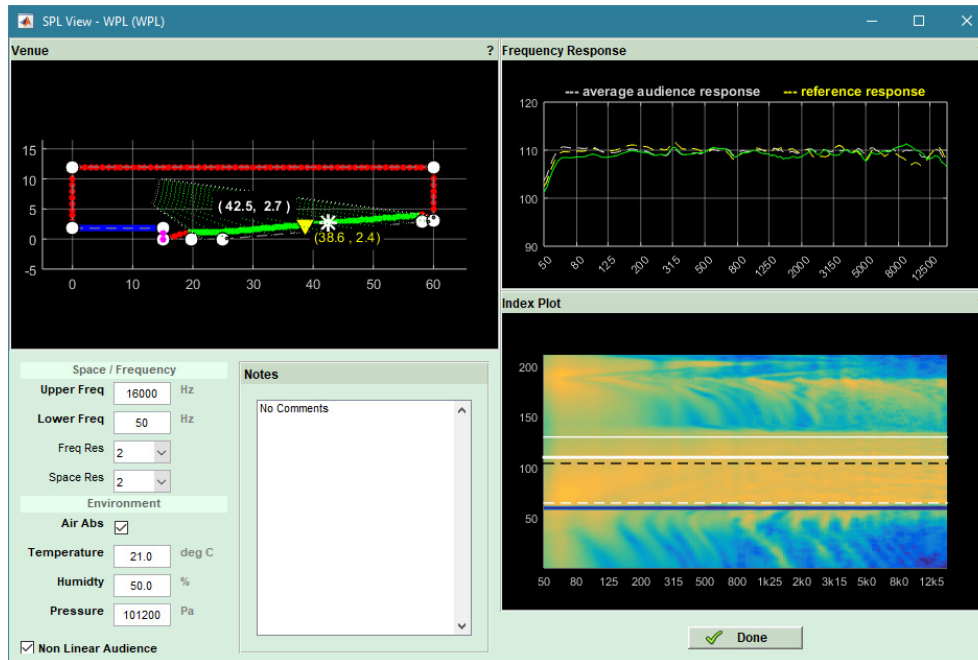 SPL View - WPL (WPL)
Venue ?
15
10
5
0
-5
0 10 20 30 40 50 60
( 42.5, 2.7 )
(38.6 , 2.4)
Frequency Response
--- average audience response --- reference response
120
110
100
90
50 80 125 200 315 500 800 1250 2000 3150 5000 8000 12500
Index Plot
200
150
100
50
50 80 125 200 315 500 800 1k25 2k0 3k15 5k0 8k0 12k5
Space / Frequency
Upper Freq 16000 Hz
Lower Freq 50 Hz
Freq Res 2
Space Res 2
Environment
Air Abs
Temperature 21.0 deg C
Humidty 50.0 %
Pressure 101200 Pa
Non Linear Audience
Notes
No Comments
Done